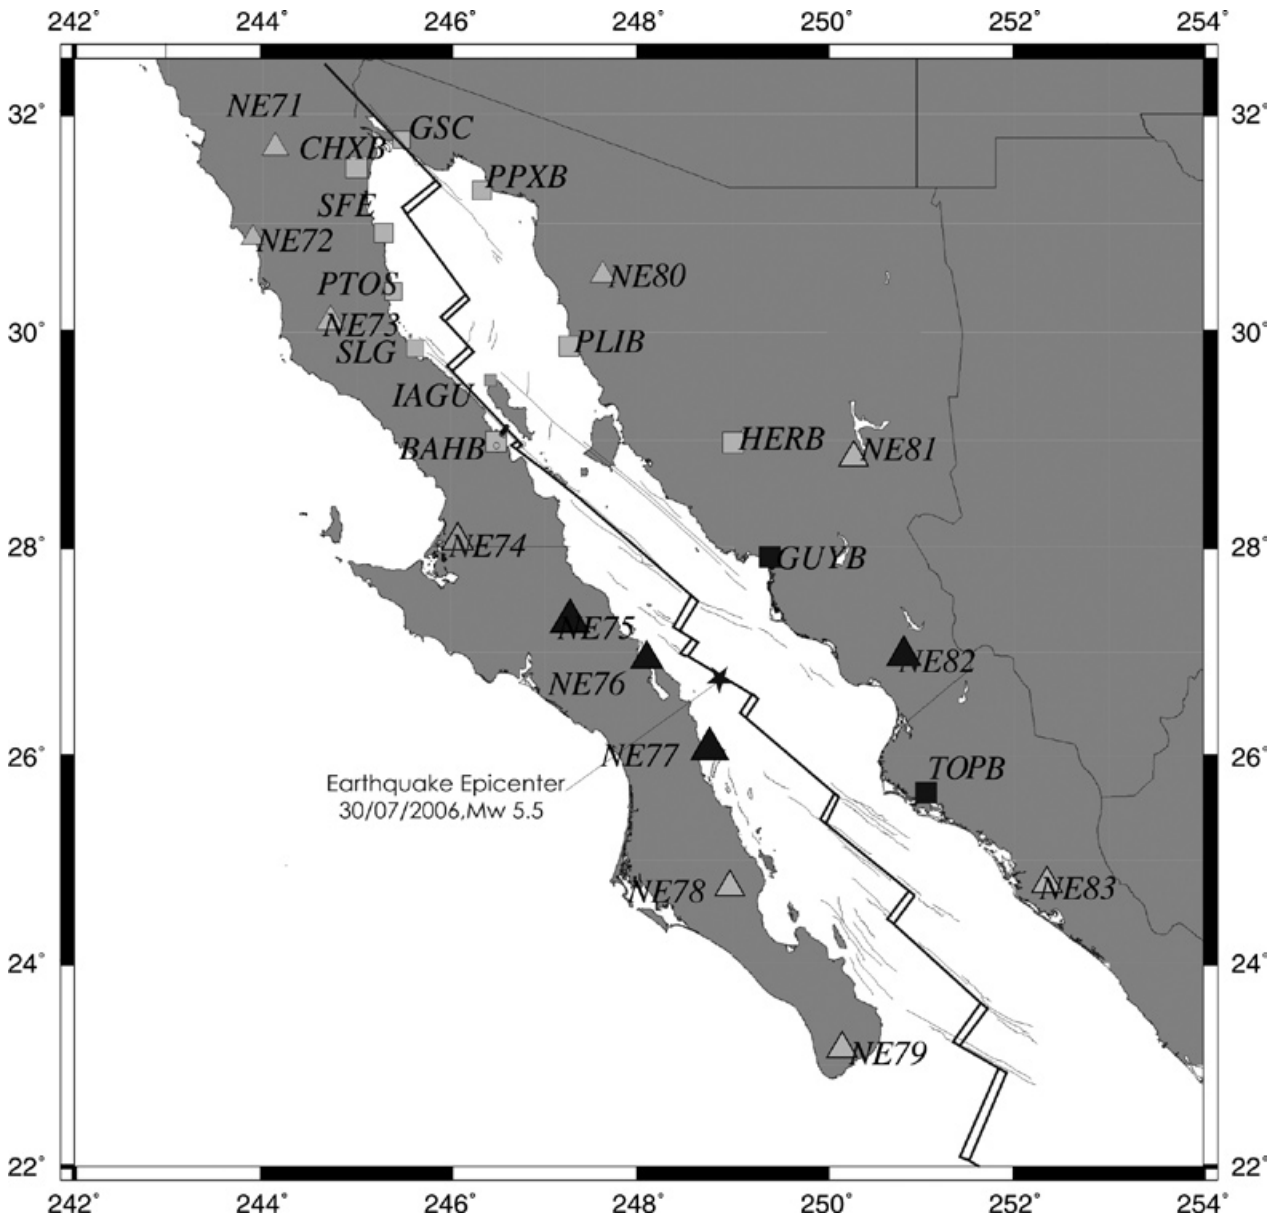 242° 244° 246° 248° 250° 252° 254°
32° 32°
NE71
GSC
CHXB
PPXB
SFE
NE72
NE80
PTOS
NE73
30° 30°
SLG
PLIB
IAGU
BAHB
HERB
NE81
NE74
28° 28°
GUYB
NE75
NE82
NE76
NE77
26° 26°
TOPB
Earthquake Epicenter
30/07/2006,Mw 5.5
NE78
NE83
24° 24°
NE79
22° 22°
242° 244° 246° 248° 250° 252° 254°